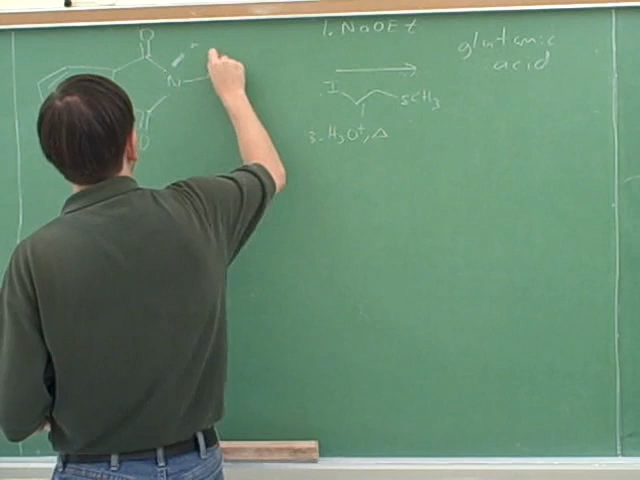 1. NaOEt
glutamic
acid
O
N
I
SCH3
O
3. H3O+, Δ